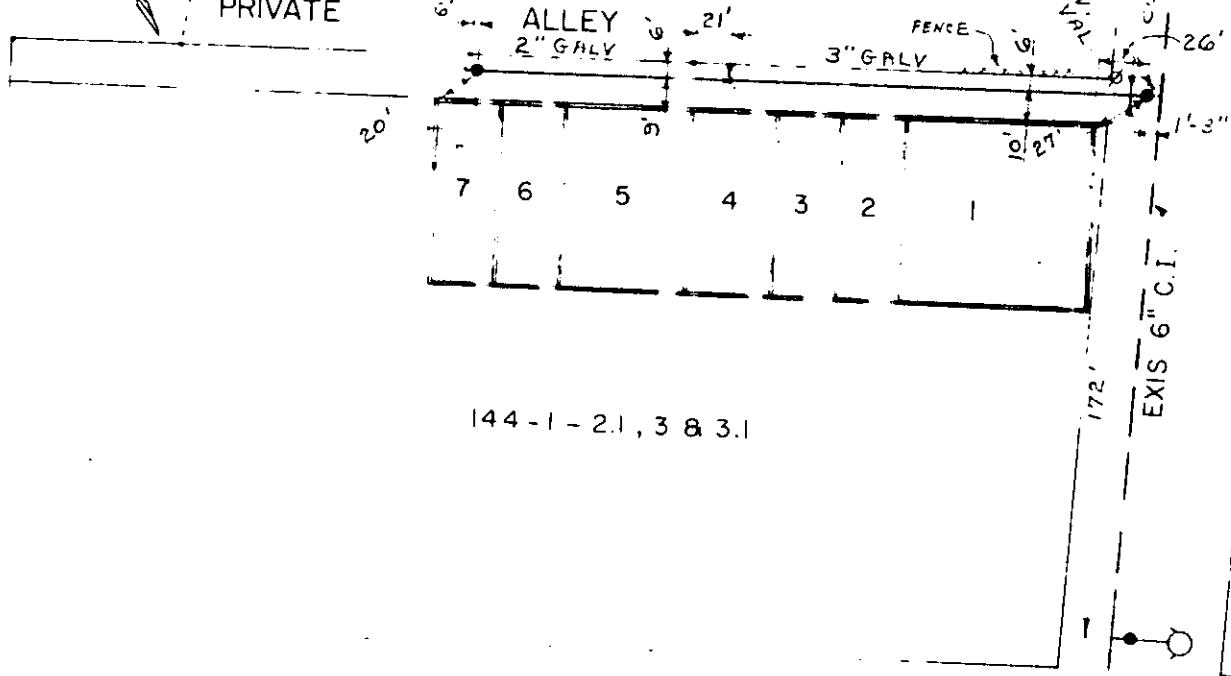 PRIVATE
ALLEY
6'
6'
21'
2" GALV
3" GALV
FENCE
6'
VAL
26'
1'-3"
20'
6'
10'
27'
7
6
5
4
3
2
1
EXIS 6" C.I.
172'
144-1-2.1, 3 & 3.1